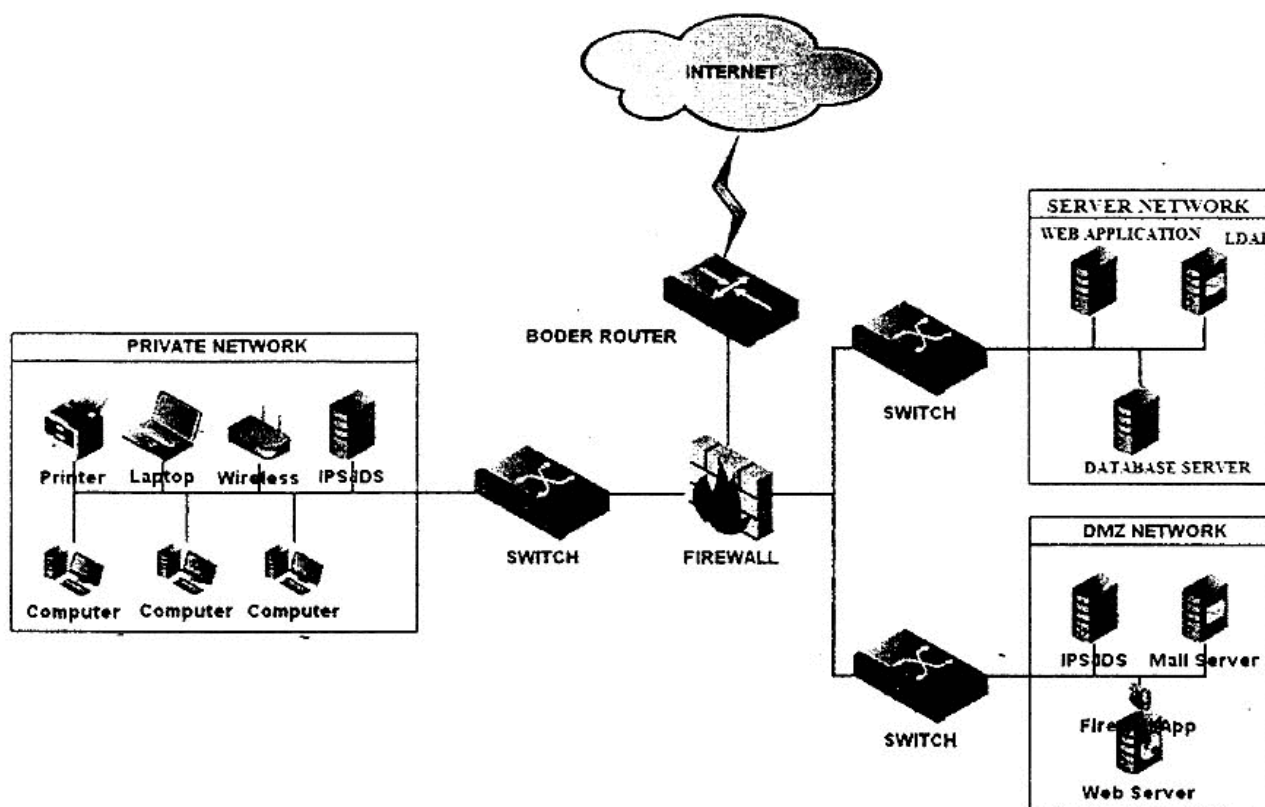 INTERNET
SERVER NETWORK
WEB APPLICATION
BODER ROUTER
PRIVATE NETWORK
SWITCH
Printer
Laptop
Wireless
IPS-IDS
DATABASE SERVER
SWITCH
FIREWALL
DMZ NETWORK
Computer
Computer
Computer
IPS-IDS
Mail Server
SWITCH
Web Server